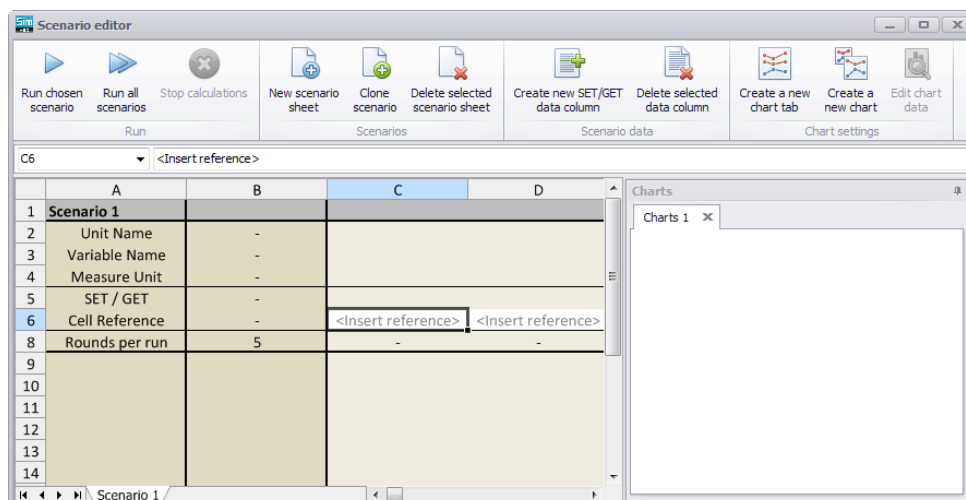 Sim Scenario editor
Run chosen scenario
Run all scenarios
Stop calculations
New scenario sheet
Clone scenario
Delete selected scenario sheet
Create new SET/GET data column
Delete selected data column
Create a new chart tab
Create a new chart
Edit chart data
Run
Scenarios
Scenario data
Chart settings
C6 <Insert reference>
A B C D
1 Scenario 1
2 Unit Name -
3 Variable Name -
4 Measure Unit -
5 SET / GET -
6 Cell Reference - <Insert reference> <Insert reference>
8 Rounds per run 5 - -
9
10
11
12
13
14
Scenario 1
Charts
Charts 1